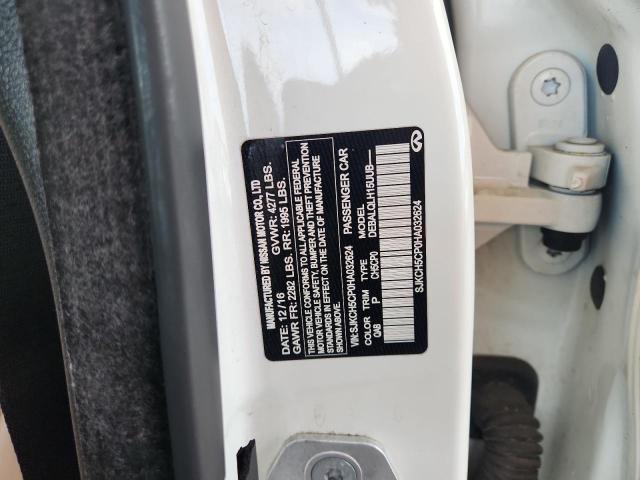 MANUFACTURED BY NISSAN MOTOR CO., LTD
DATE: 12/16 GVWR: 4277 LBS.
GAWR FR: 2282 LBS. RR: 1995 LBS.
THIS VEHICLE CONFORMS TO ALL APPLICABLE FEDERAL
MOTOR VEHICLE SAFETY, BUMPER AND THEFT PREVENTION
STANDARDS IN EFFECT ON THE DATE OF MANUFACTURE
SHOWN ABOVE.
VIN: SJKCH5CP0HA032624 PASSENGER CAR
COLOR TRIM TYPE MODEL
QAB P CH5CP0 DEBALQLH15UUB----
SJKCH5CP0HA032624